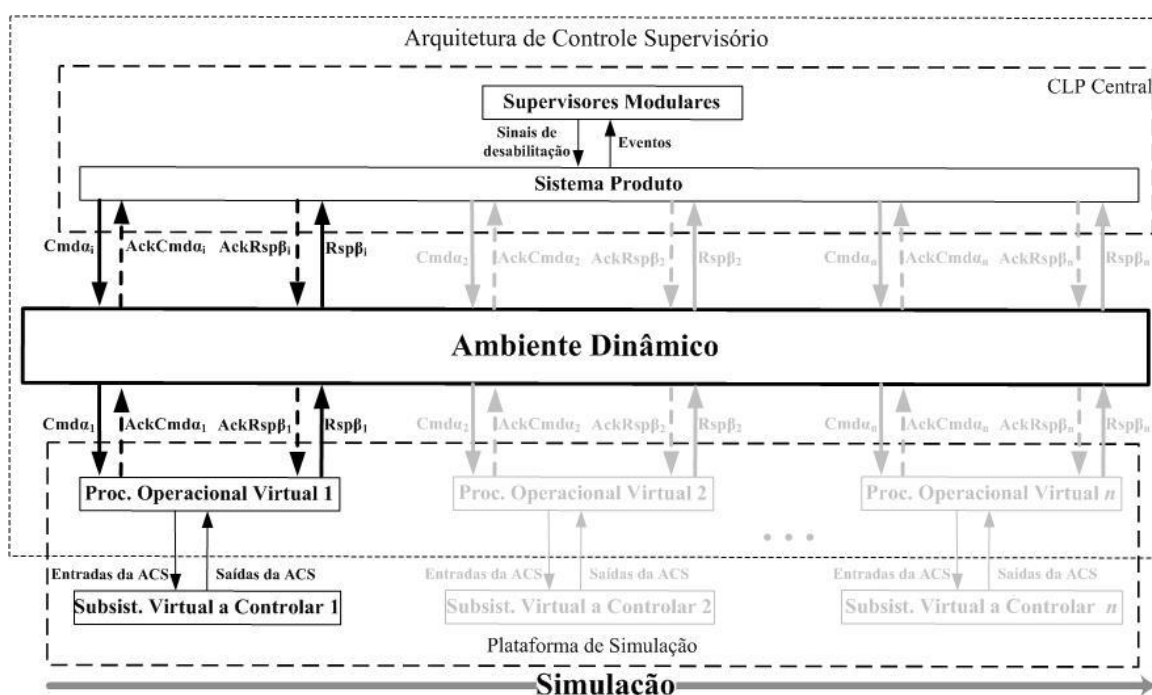 Arquitetura de Controle Supervisório
CLP Central
Supervisores Modulares
Sinais de
desabilitação
Eventos
Sistema Produto
Cmdαi AckCmdαi AckRspβi Rspβi Cmdα2 AckCmdα2 AckRspβ2 Rspβ2 Cmdαn AckCmdαn AckRspβn Rspβn
Ambiente Dinâmico
Cmdα1 AckCmdα1 AckRspβ1 Rspβ1 Cmdα2 AckCmdα2 AckRspβ2 Rspβ2 Cmdαn AckCmdαn AckRspβn Rspβn
Proc. Operacional Virtual 1 Proc. Operacional Virtual 2 Proc. Operacional Virtual n
• • •
Entradas da ACS Saídas da ACS Entradas da ACS Saídas da ACS Entradas da ACS Saídas da ACS
Subsist. Virtual a Controlar 1 Subsist. Virtual a Controlar 2 Subsist. Virtual a Controlar n
Plataforma de Simulação
Simulação